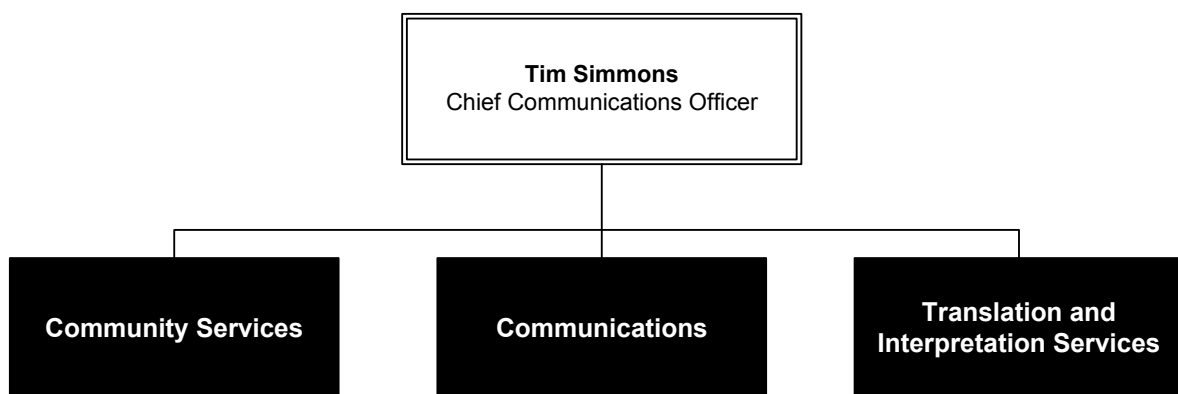 Tim Simmons
Chief Communications Officer
Community Services
Communications
Translation and
Interpretation Services